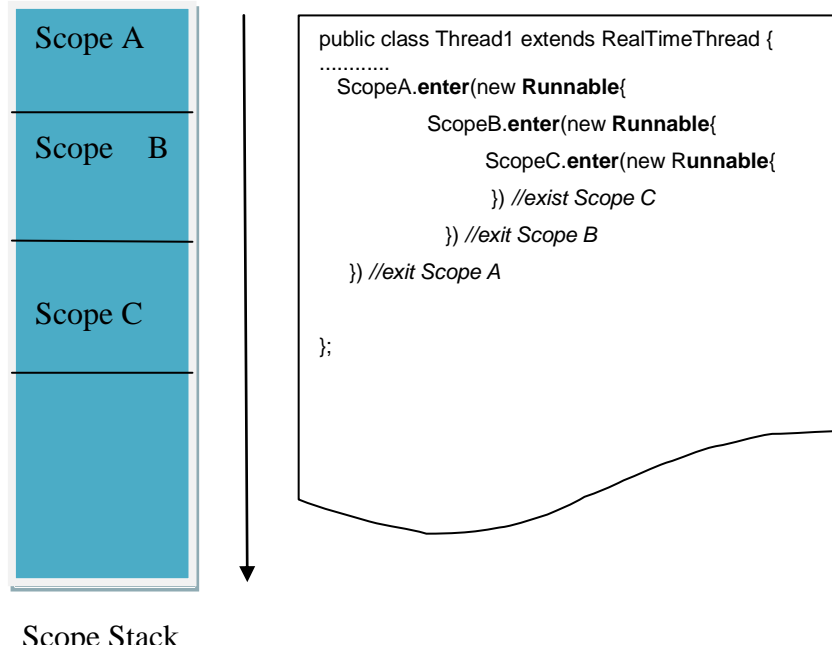 Scope A
Scope B
Scope C
Scope Stack
public class Thread1 extends RealTimeThread {
............
ScopeA.enter(new Runnable{
ScopeB.enter(new Runnable{
ScopeC.enter(new Runnable{
}) //exist Scope C
}) //exit Scope B
}) //exit Scope A
};